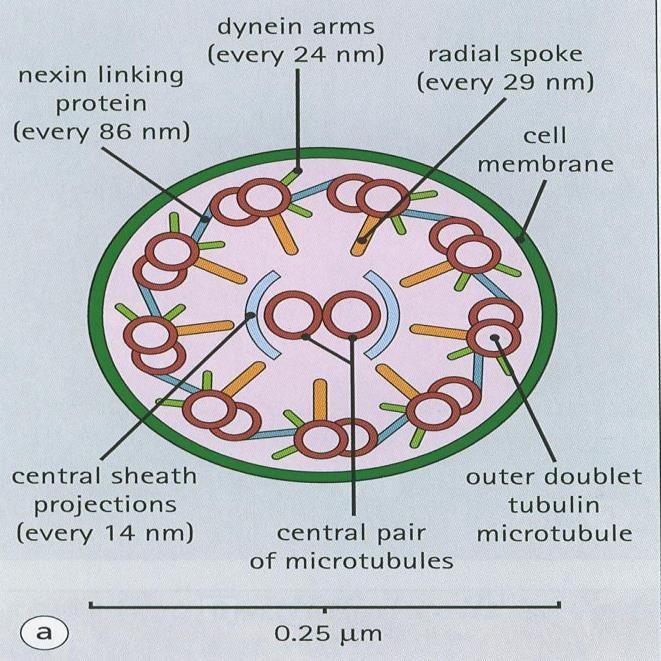 dynein arms
(every 24 nm)
radial spoke
(every 29 nm)
nexin linking
protein
(every 86 nm)
cell
membrane
central sheath
projections
(every 14 nm)
central pair
of microtubules
outer doublet
tubulin
microtubule
a
0.25 µm